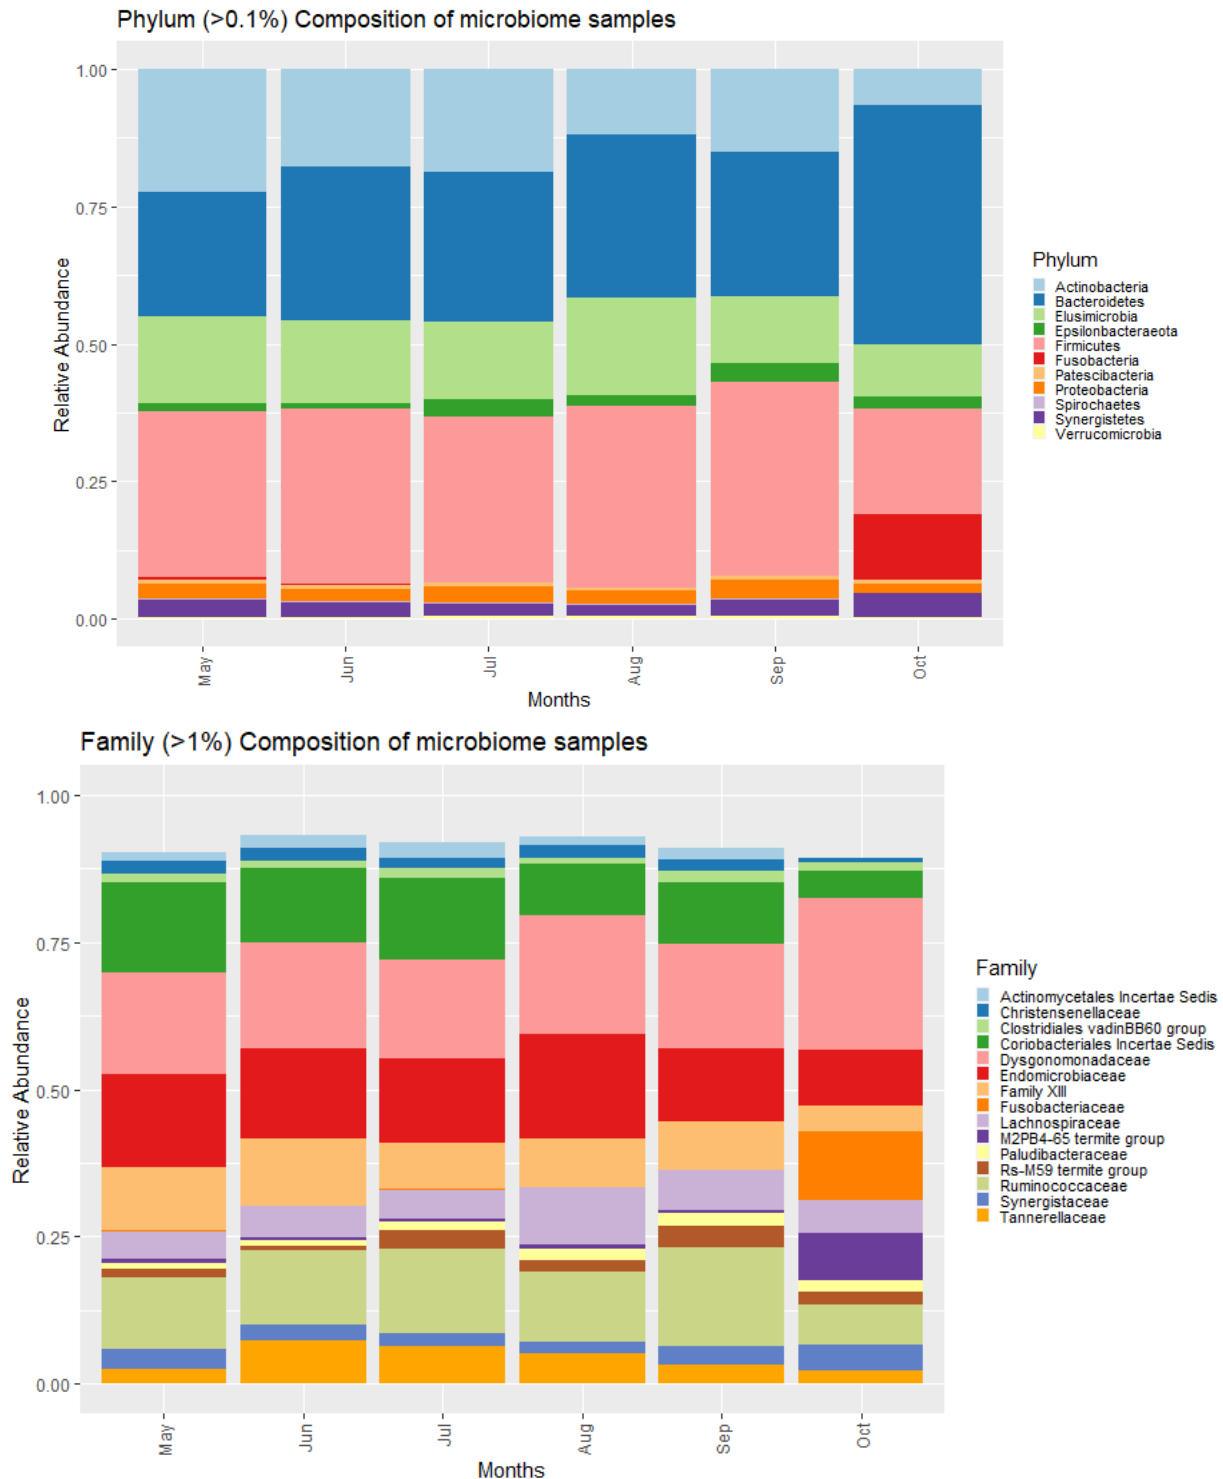 Phylum (>0.1%) Composition of microbiome samples
1.00
0.75
0.50
0.25
0.00
Relative Abundance
May
Jun
Jul
Aug
Sep
Oct
Months
Phylum
Actinobacteria
Bacteroidetes
Elusimicrobia
Epsilonbacteraeota
Firmicutes
Fusobacteria
Patescibacteria
Proteobacteria
Spirochaetes
Synergistetes
Verrucomicrobia
Family (>1%) Composition of microbiome samples
1.00
0.75
0.50
0.25
0.00
Relative Abundance
May
Jun
Jul
Aug
Sep
Oct
Months
Family
Actinomycetales Incertae Sedis
Christensenellaceae
Clostridiales vadinBB60 group
Coriobacteriales Incertae Sedis
Dysgonomonadaceae
Endomicrobiaceae
Family XIII
Fusobacteriaceae
Lachnospiraceae
M2PB4-65 termite group
Paludibacteraceae
Rs-M59 termite group
Ruminococcaceae
Synergistaceae
Tannerellaceae